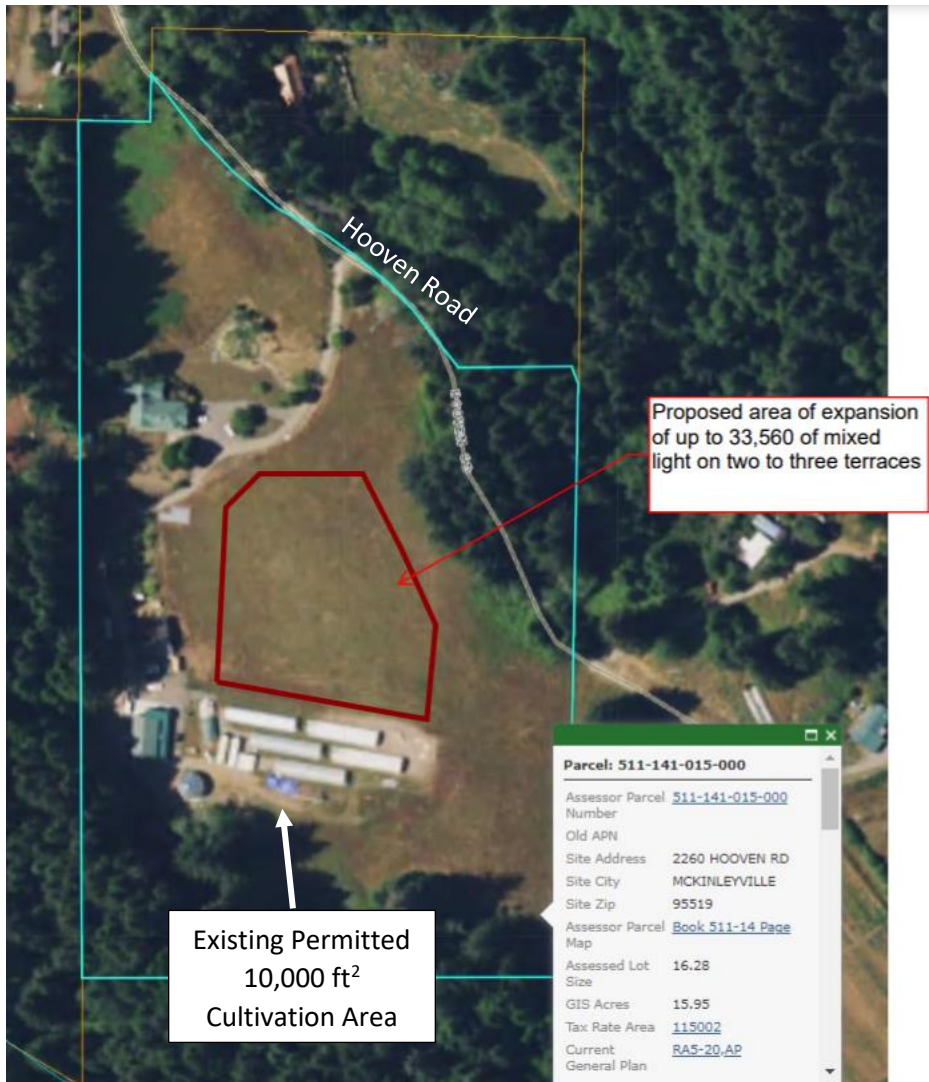 Hooven Road
Proposed area of expansion
of up to 33,560 of mixed
light on two to three terraces
Parcel: 511-141-015-000
Assessor Parcel 511-141-015-000
Number
Old APN
Site Address 2260 HOOVEN RD
Site City MCKINLEYVILLE
Site Zip 95519
Assessor Parcel Book 511-14 Page
Map
Assessed Lot 16.28
Size
GIS Acres 15.95
Tax Rate Area 115002
Current RA5-20,AP
General Plan
Existing Permitted
10,000 ft²
Cultivation Area